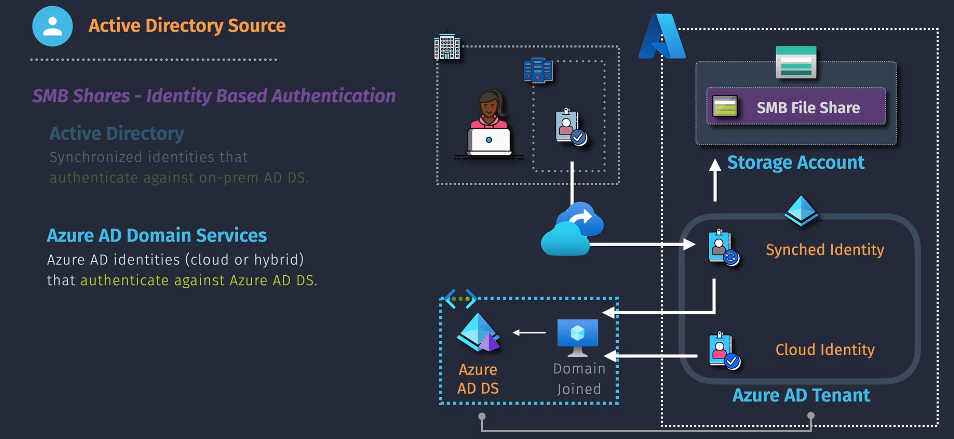 Active Directory Source
SMB Shares - Identity Based Authentication
Active Directory
Synchronized identities that
authenticate against on-prem AD DS.
Azure AD Domain Services
Azure AD identities (cloud or hybrid)
that authenticate against Azure AD DS.
SMB File Share
Storage Account
Synched Identity
Cloud Identity
Azure AD Tenant
Azure
AD DS
Domain
Joined